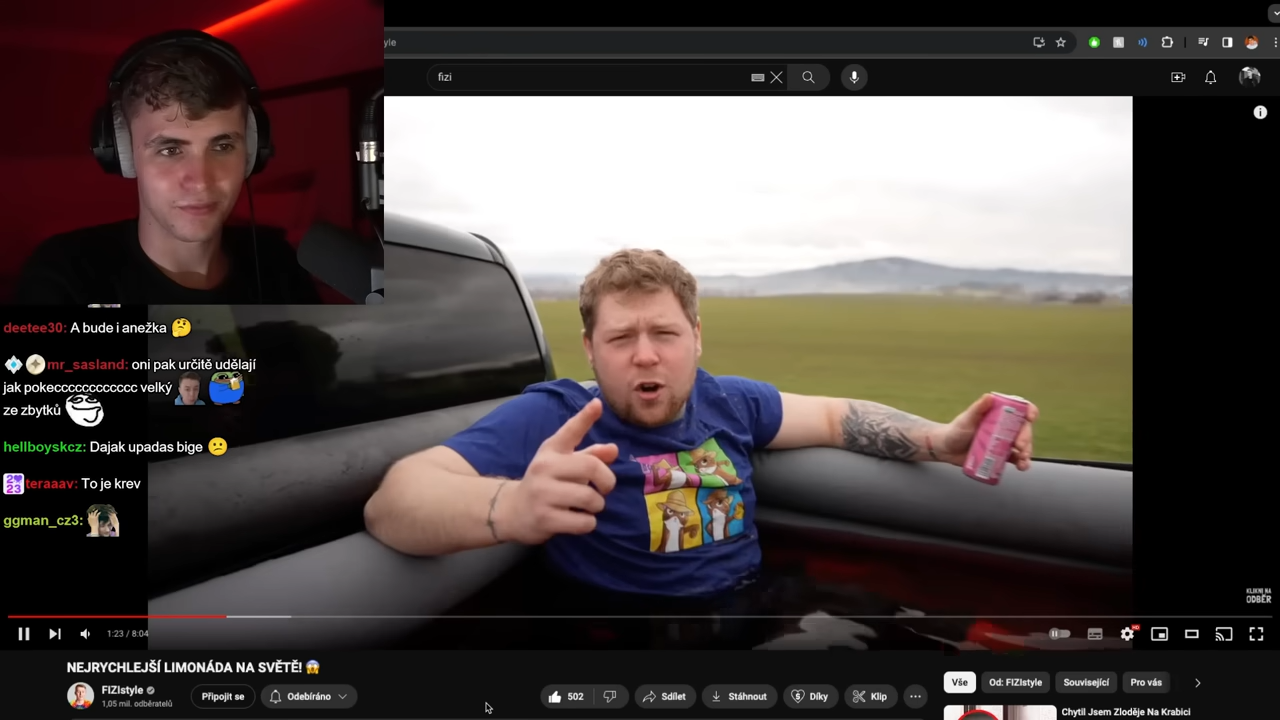 yle
fizi
deetee30: A bude i anežka 🤔
mr_sasland: oni pak určitě udělají
jak pokecccccccccccc velký
ze zbytků
hellboyskcz: Dajak upadas bige 😕
teraaav: To je krev
ggman_cz3:
KLIKNI NA
ODBĚR
1:23 / 8:04
HD
NEJRYCHLEJŠÍ LIMONÁDA NA SVĚTĚ! 😱
FIZIstyle
1,05 mil. odběratelů
Připojit se
Odebíráno
502
Sdílet
Stáhnout
Díky
Klip
Vše
Od: FIZIstyle
Související
Pro vás
Chytil Jsem Zloděje Na Krabici